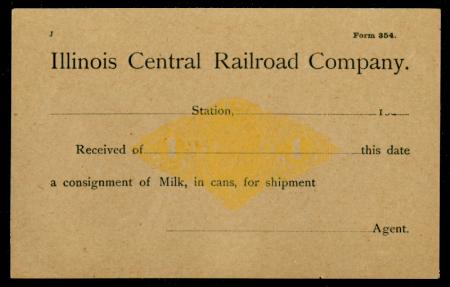 J Form 354.
Illinois Central Railroad Company.
Station, 1
Received of this date
a consignment of Milk, in cans, for shipment
Agent.